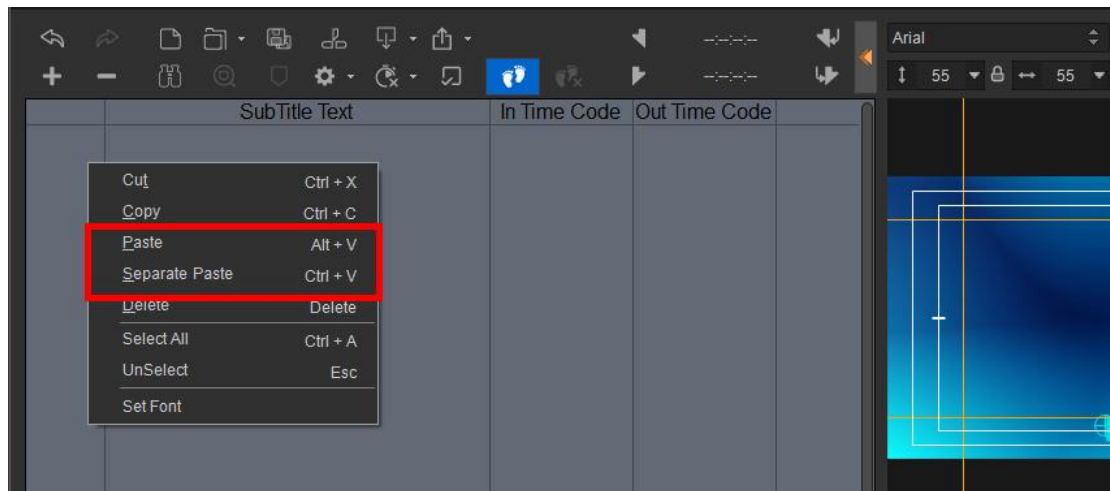 Arial
--:--:--:--
55 55
--:--:--:--
SubTitle Text In Time Code Out Time Code
Cut Ctrl + X
Copy Ctrl + C
Paste Alt + V
Separate Paste Ctrl + V
Delete Delete
Select All Ctrl + A
UnSelect Esc
Set Font